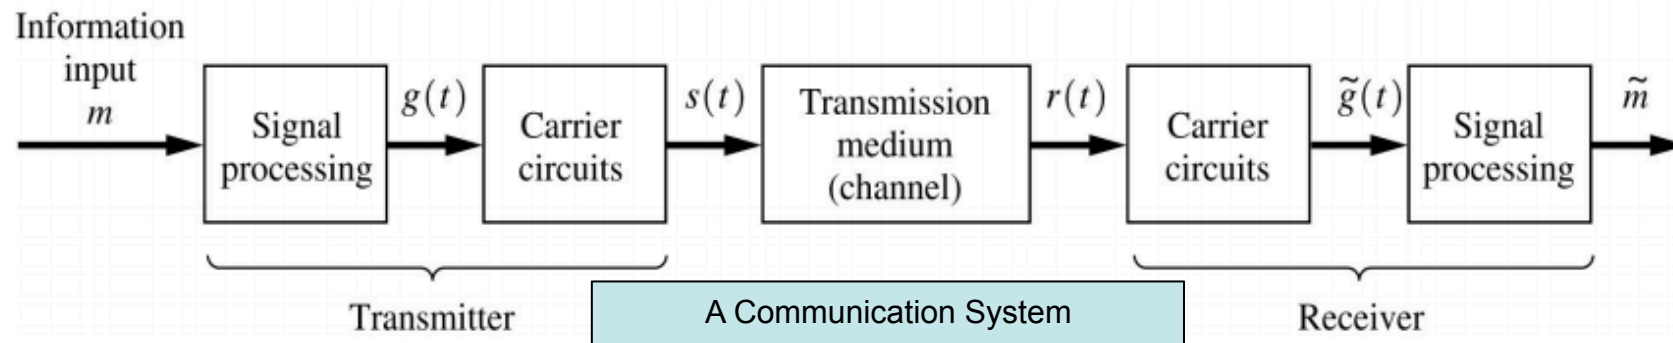 Information
input
m
Signal
processing
g(t)
Carrier
circuits
s(t)
Transmission
medium
(channel)
r(t)
Carrier
circuits
g̃(t)
Signal
processing
m̃
Transmitter
A Communication System
Receiver